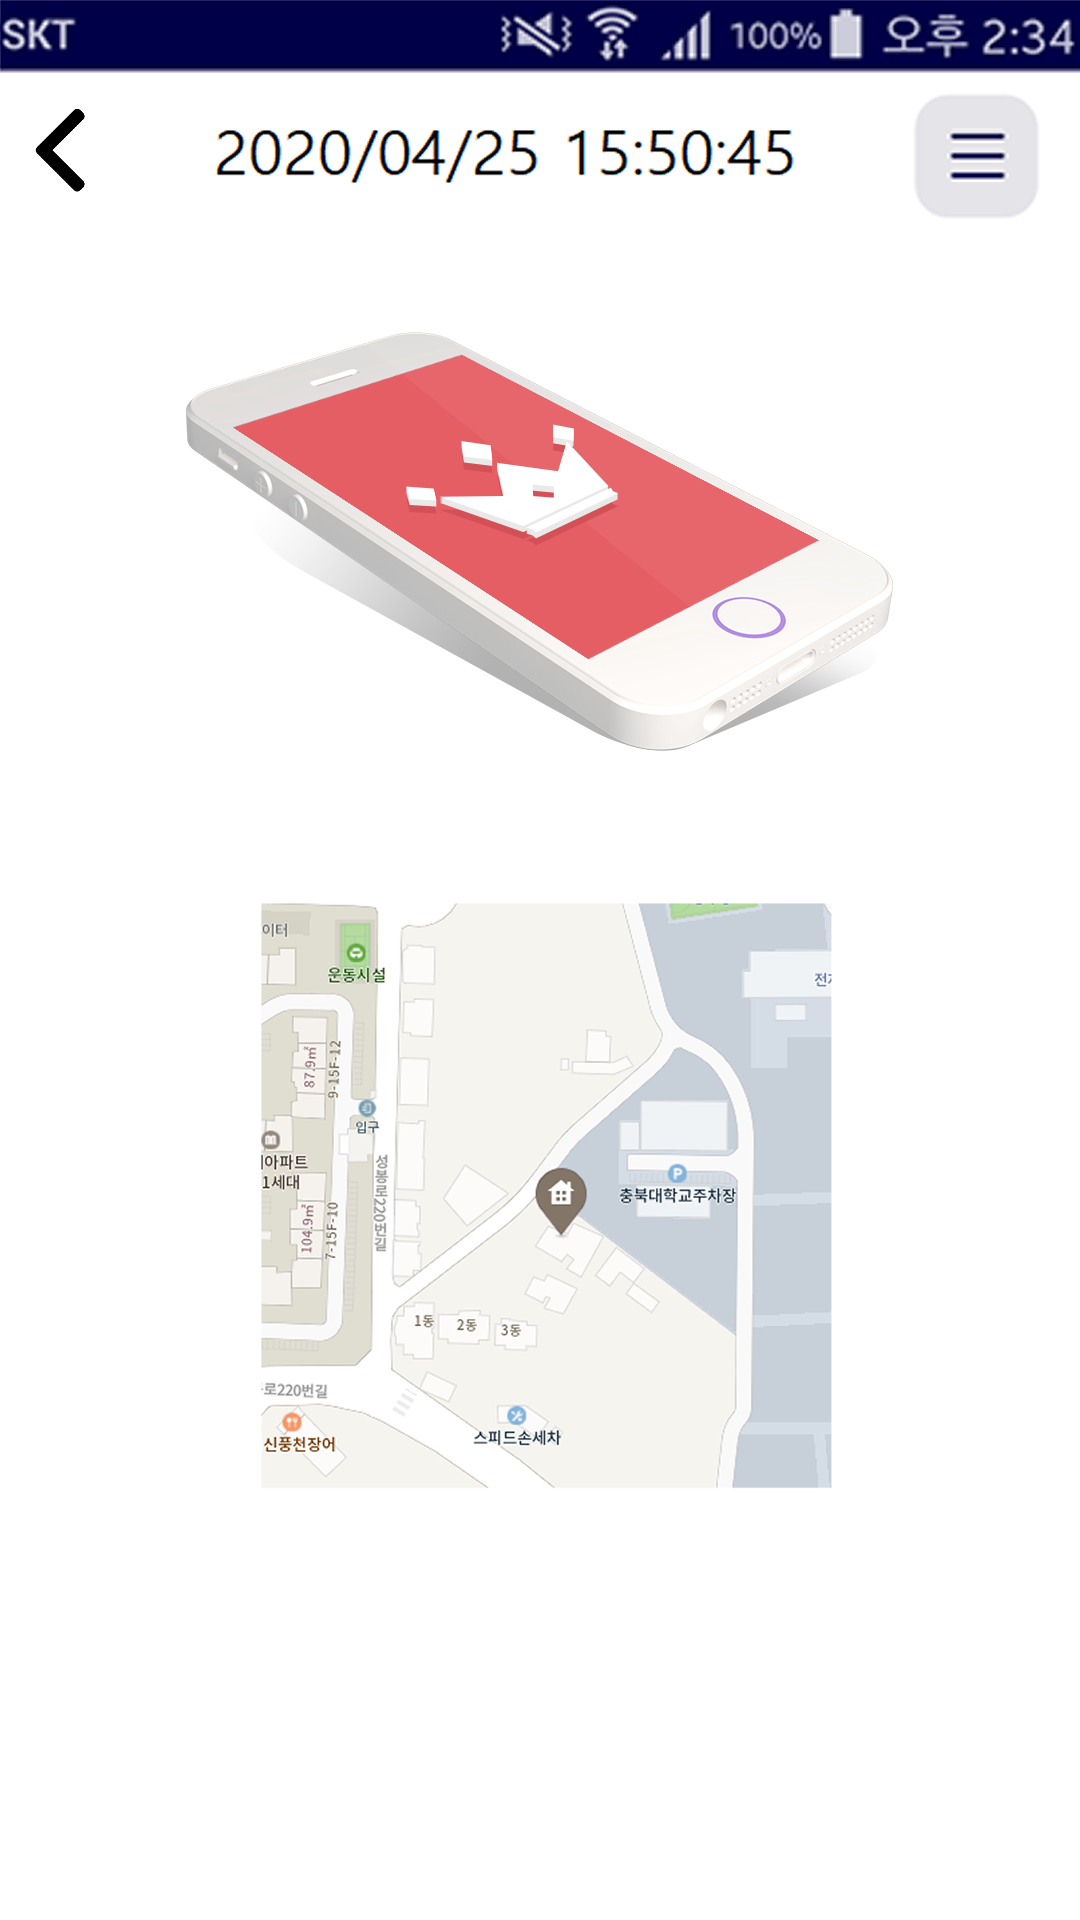 SKT 100% 오후 2:34
2020/04/25 15:50:45
이터
운동시설
전자
87.9㎡
9-15F-12
입구
아파트
1세대
성봉로220번길
P
충북대학교주차장
104.9㎡
7-15F-10
1동
2동
3동
로220번길
신풍천장어
스피드손세차